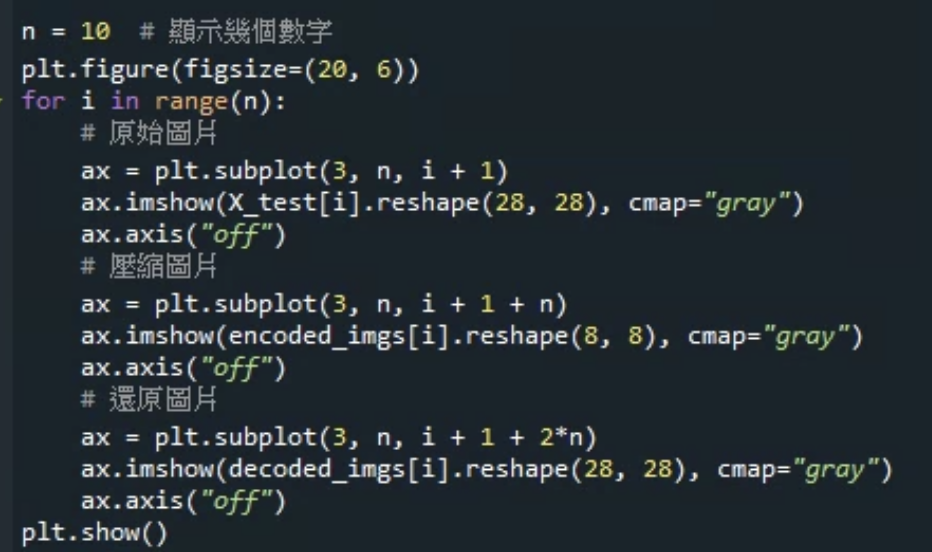 n = 10  # 顯示幾個數字
plt.figure(figsize=(20, 6))
for i in range(n):
    # 原始圖片
    ax = plt.subplot(3, n, i + 1)
    ax.imshow(X_test[i].reshape(28, 28), cmap="gray")
    ax.axis("off")
    # 壓縮圖片
    ax = plt.subplot(3, n, i + 1 + n)
    ax.imshow(encoded_imgs[i].reshape(8, 8), cmap="gray")
    ax.axis("off")
    # 還原圖片
    ax = plt.subplot(3, n, i + 1 + 2*n)
    ax.imshow(decoded_imgs[i].reshape(28, 28), cmap="gray")
    ax.axis("off")
plt.show()